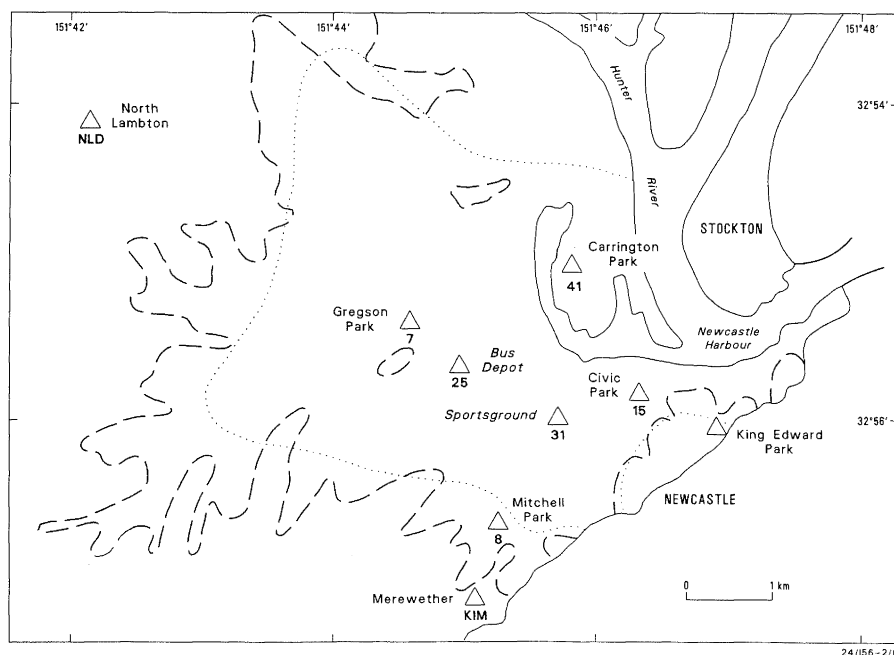 151°42'
151°44'
151°46'
151°48'
32°54'
North
Lambton
NLD
Hunter
River
STOCKTON
Carrington
Park
41
Gregson
Park
7
Newcastle
Harbour
Bus
Depot
25
Civic
Park
15
Sportsground
31
32°56'
King Edward
Park
NEWCASTLE
Mitchell
Park
8
Merewether
KIM
0
1 km